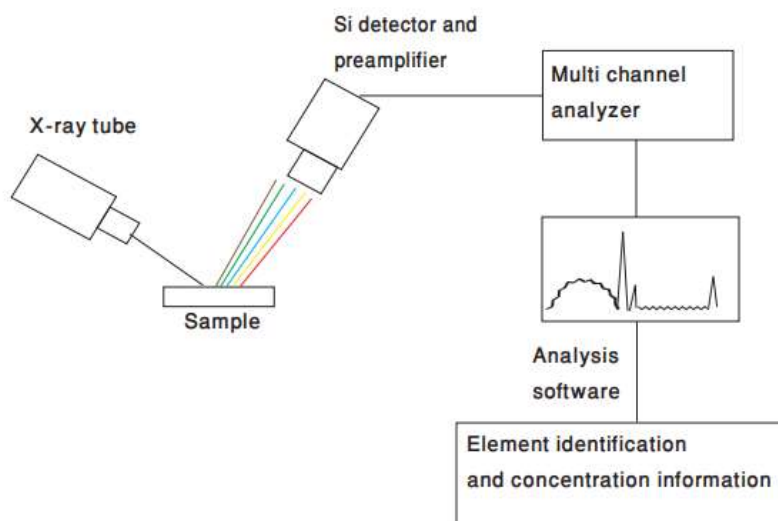 Si detector and
preamplifier
Multi channel
analyzer
X-ray tube
Sample
Analysis
software
Element identification
and concentration information